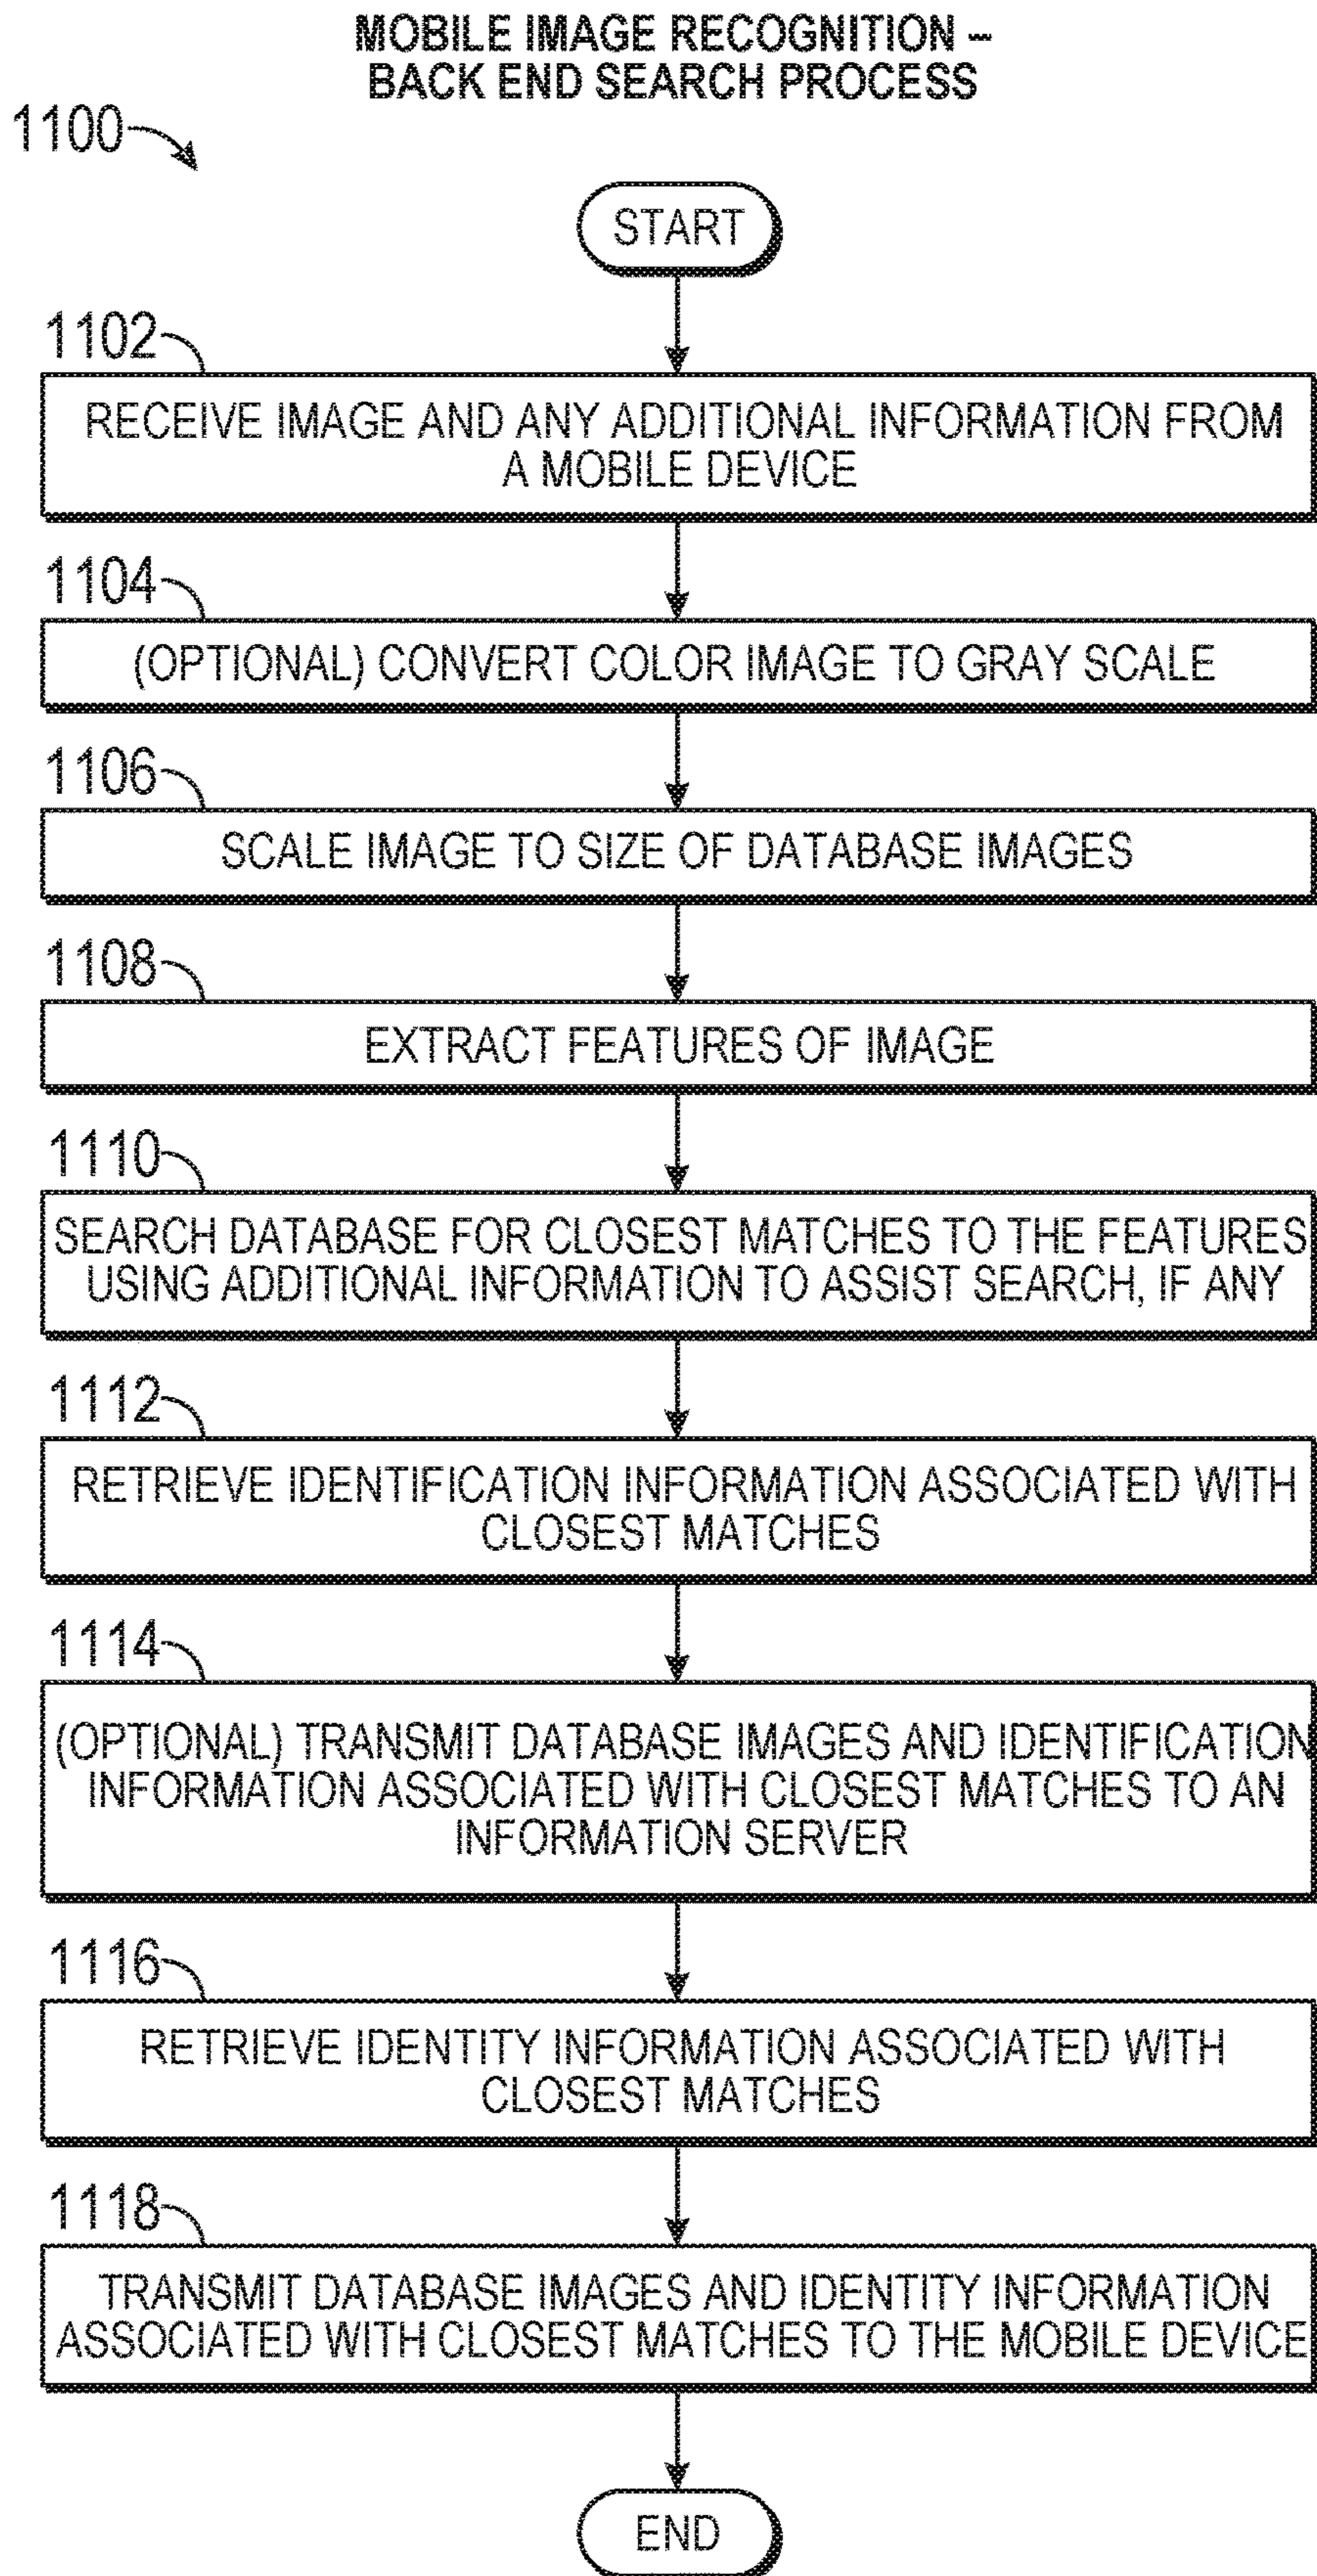 MOBILE IMAGE RECOGNITION –
BACK END SEARCH PROCESS
1100
START
1102
RECEIVE IMAGE AND ANY ADDITIONAL INFORMATION FROM
A MOBILE DEVICE
1104
(OPTIONAL) CONVERT COLOR IMAGE TO GRAY SCALE
1106
SCALE IMAGE TO SIZE OF DATABASE IMAGES
1108
EXTRACT FEATURES OF IMAGE
1110
SEARCH DATABASE FOR CLOSEST MATCHES TO THE FEATURES
USING ADDITIONAL INFORMATION TO ASSIST SEARCH, IF ANY
1112
RETRIEVE IDENTIFICATION INFORMATION ASSOCIATED WITH
CLOSEST MATCHES
1114
(OPTIONAL) TRANSMIT DATABASE IMAGES AND IDENTIFICATION
INFORMATION ASSOCIATED WITH CLOSEST MATCHES TO AN
INFORMATION SERVER
1116
RETRIEVE IDENTITY INFORMATION ASSOCIATED WITH
CLOSEST MATCHES
1118
TRANSMIT DATABASE IMAGES AND IDENTITY INFORMATION
ASSOCIATED WITH CLOSEST MATCHES TO THE MOBILE DEVICE
END